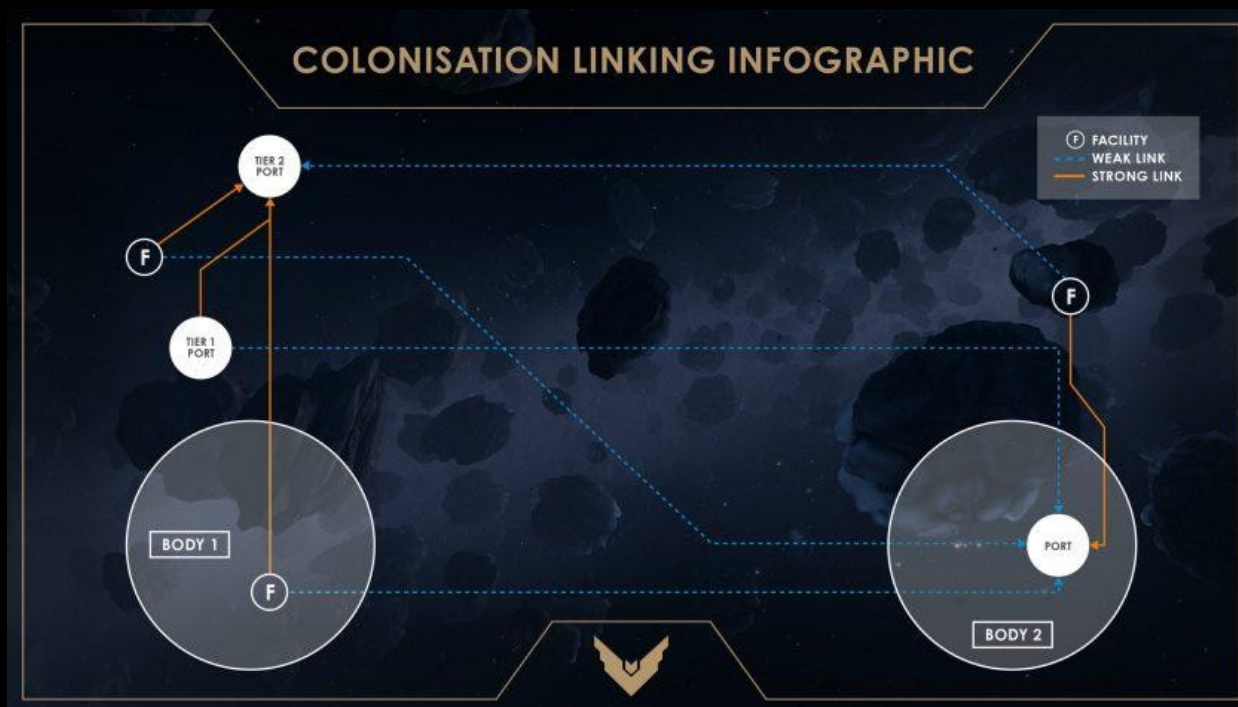 COLONISATION LINKING INFOGRAPHIC
TIER 2
PORT
F FACILITY
WEAK LINK
STRONG LINK
F
F
TIER 1
PORT
BODY 1
F
PORT
BODY 2